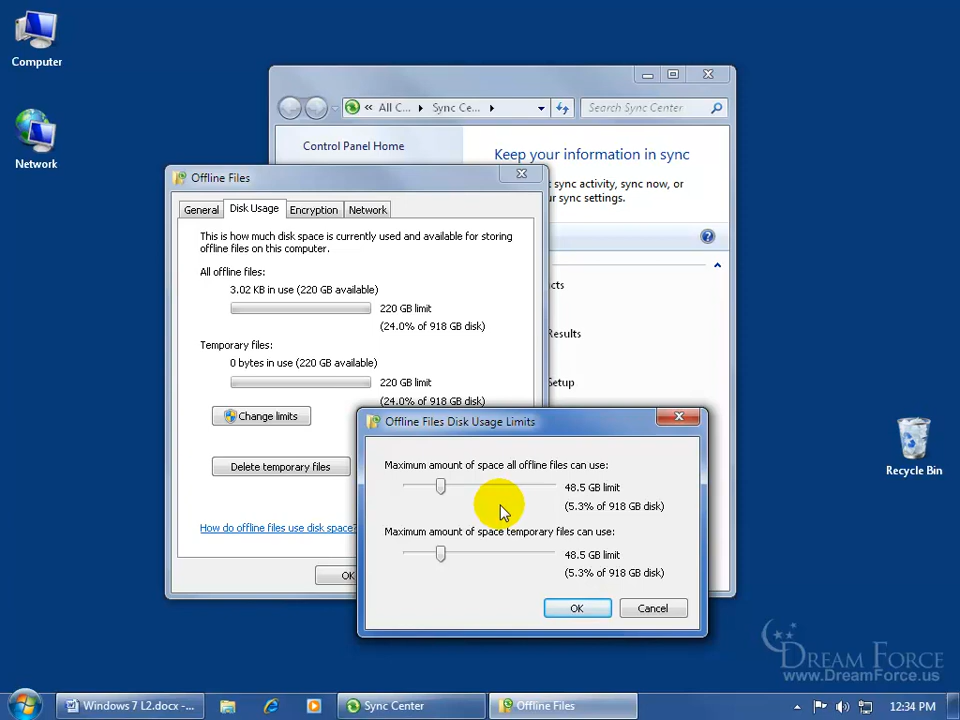 Computer
Network
Recycle Bin
All C...
Sync Ce...
Search Sync Center
Control Panel Home
Keep your information in sync
sync activity, sync now, or
ur sync settings.
cts
Results
Setup
Offline Files
General
Disk Usage
Encryption
Network
This is how much disk space is currently used and available for storing
offline files on this computer.
All offline files:
3.02 KB in use (220 GB available)
220 GB limit
(24.0% of 918 GB disk)
Temporary files:
0 bytes in use (220 GB available)
220 GB limit
(24.0% of 918 GB disk)
Change limits
Delete temporary files
How do offline files use disk space?
OK
Offline Files Disk Usage Limits
Maximum amount of space all offline files can use:
48.5 GB limit
(5.3% of 918 GB disk)
Maximum amount of space temporary files can use:
48.5 GB limit
(5.3% of 918 GB disk)
OK
Cancel
DREAM FORCE
www.DreamForce.us
Windows 7 L2.docx -...
Sync Center
Offline Files
12:34 PM